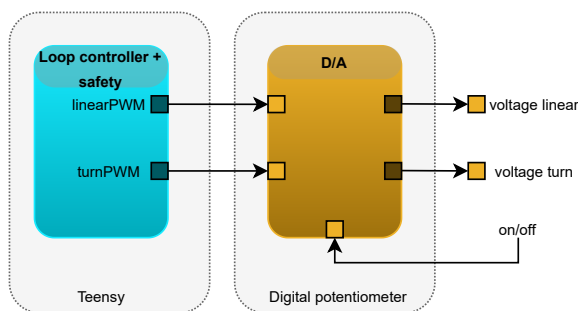 Loop controller +
safety
D/A
linearPWM
voltage linear
turnPWM
voltage turn
on/off
Teensy
Digital potentiometer